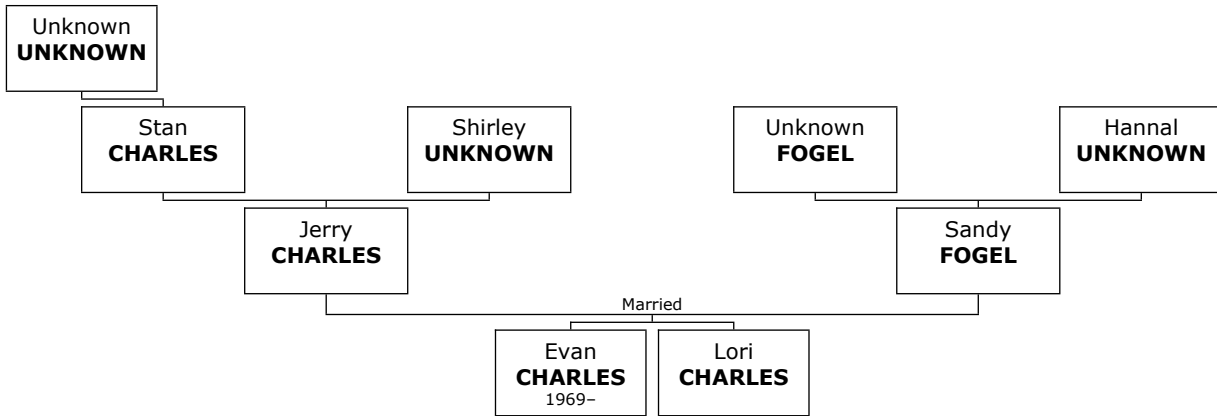 Unknown
UNKNOWN
Stan
CHARLES
Shirley
UNKNOWN
Unknown
FOGEL
Hannal
UNKNOWN
Jerry
CHARLES
Sandy
FOGEL
Married
Evan
CHARLES
1969–
Lori
CHARLES